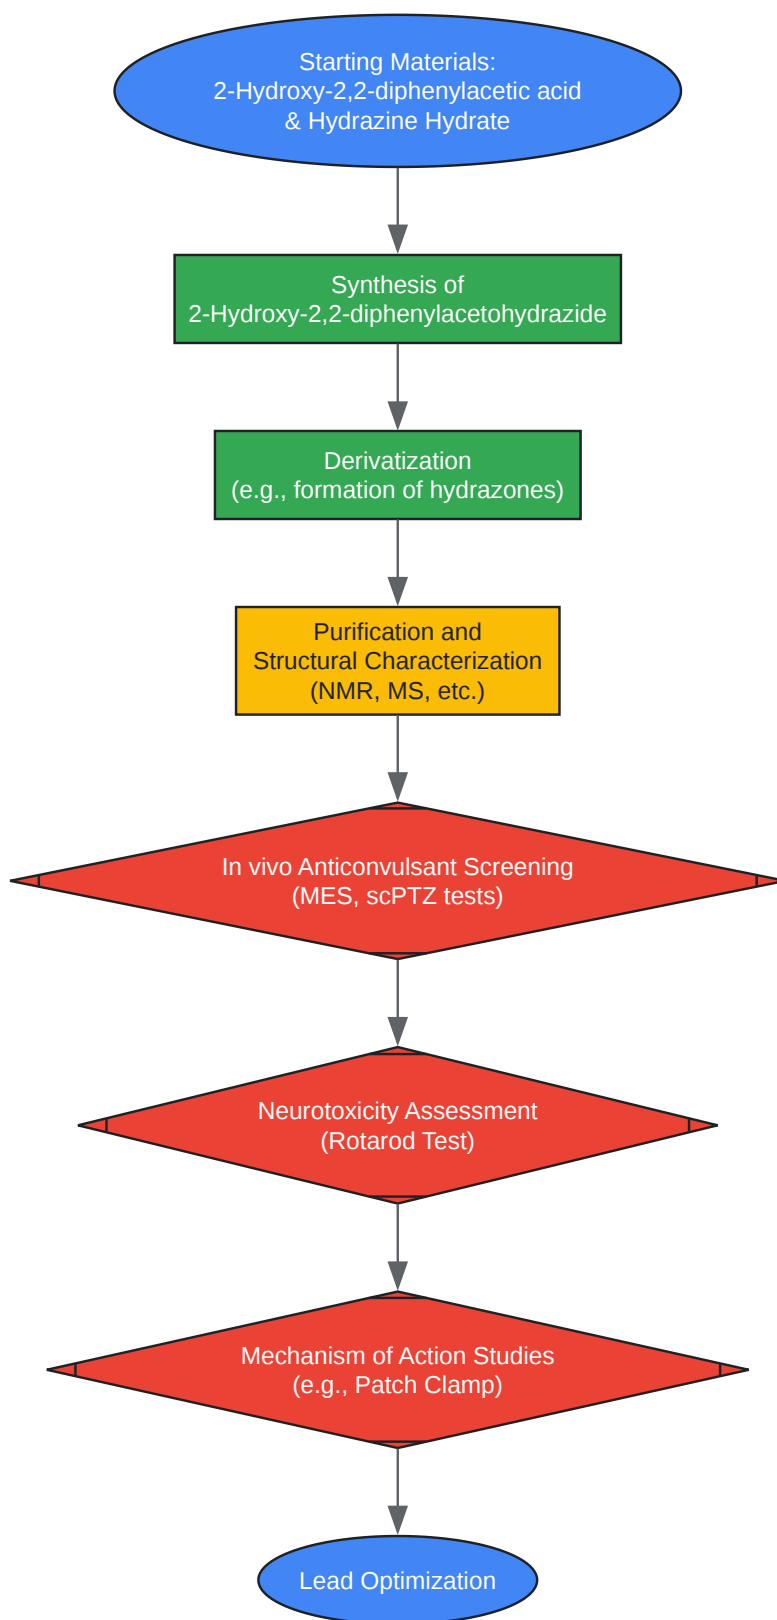 Starting Materials:
2-Hydroxy-2,2-diphenylacetic acid
& Hydrazine Hydrate
Synthesis of
2-Hydroxy-2,2-diphenylacetohydrazide
Derivatization
(e.g., formation of hydrazones)
Purification and
Structural Characterization
(NMR, MS, etc.)
In vivo Anticonvulsant Screening
(MES, scPTZ tests)
Neurotoxicity Assessment
(Rotarod Test)
Mechanism of Action Studies
(e.g., Patch Clamp)
Lead Optimization